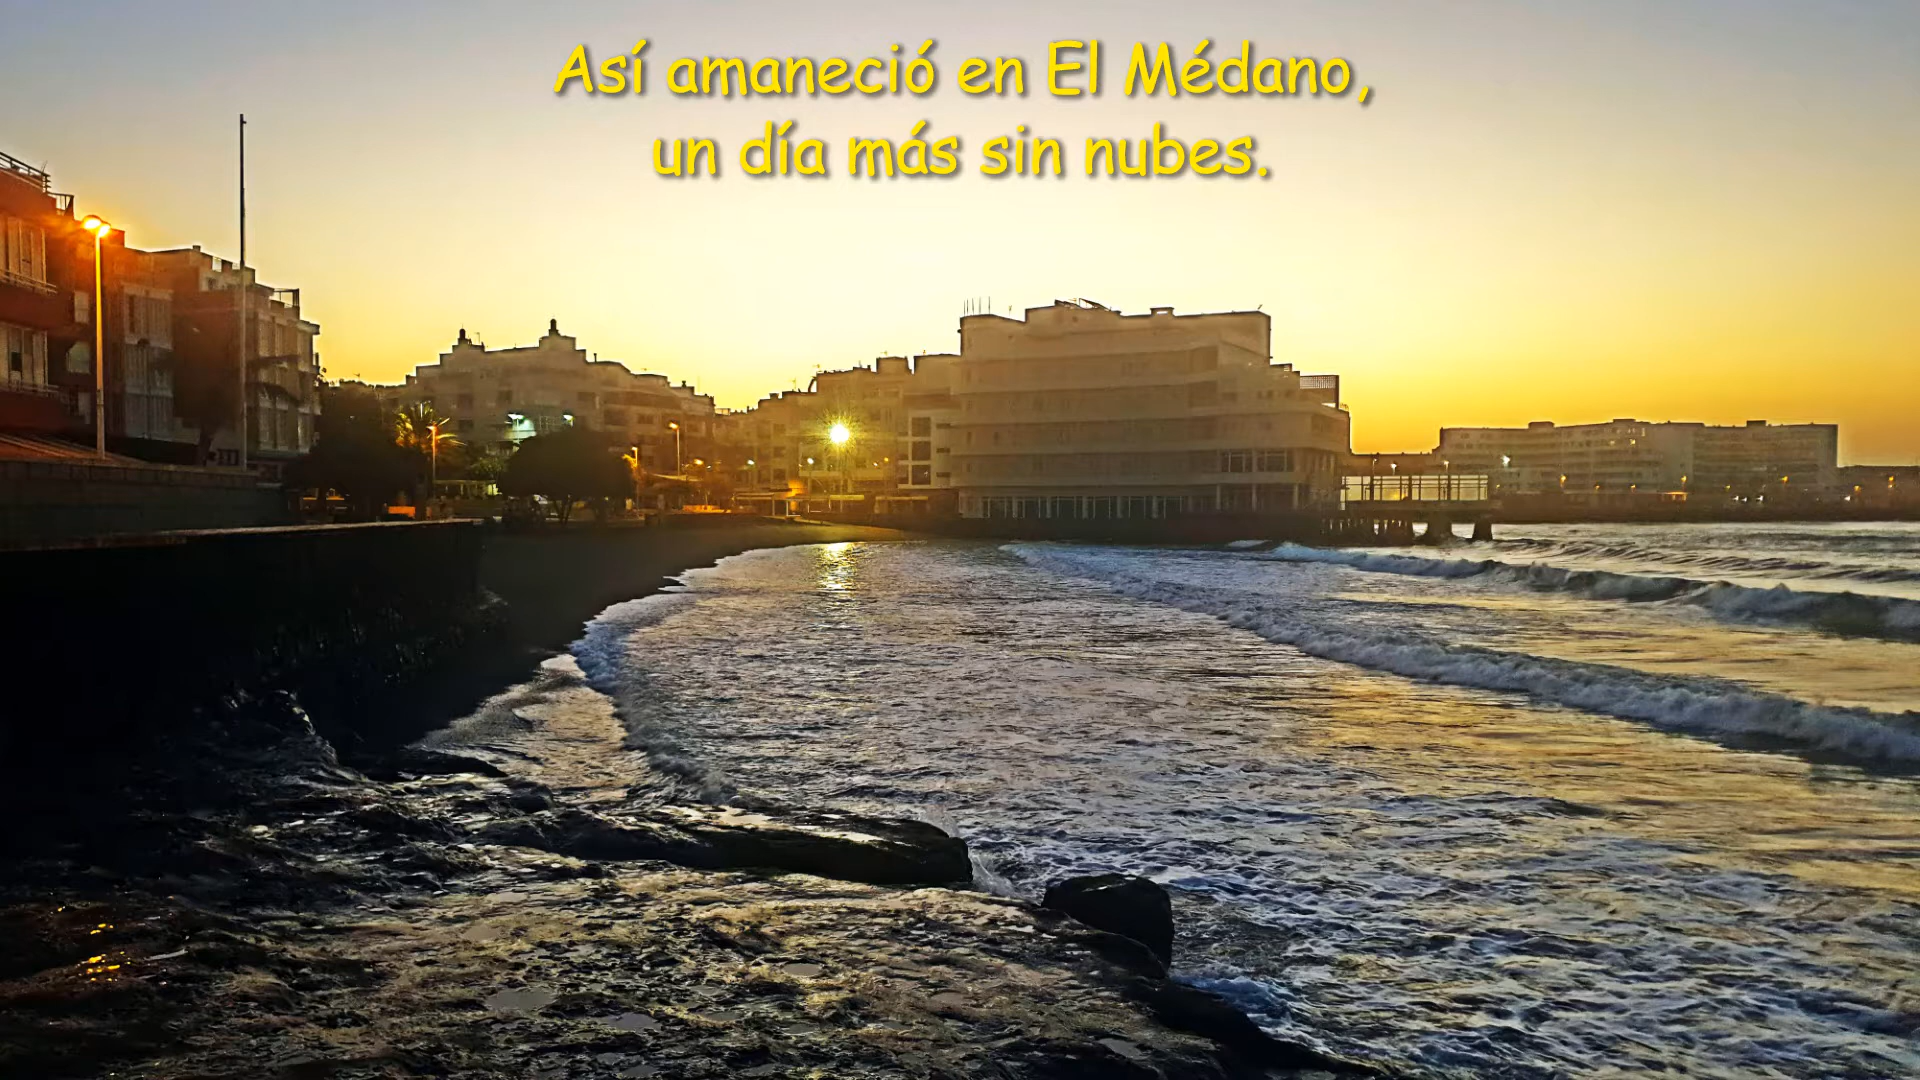 Así amaneció en El Médano,
un día más sin nubes.